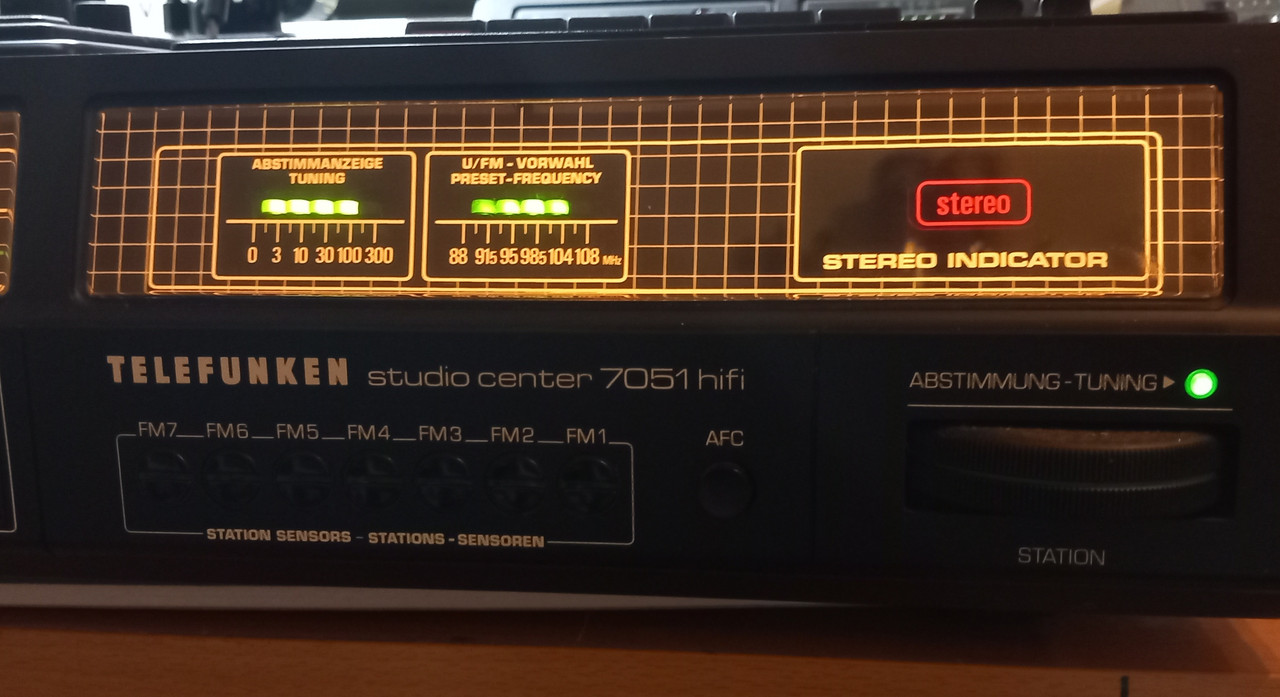 ABSTIMMANZEIGE
TUNING
0 3 10 30 100 300
U/FM - VORWAHL
PRESET-FREQUENCY
88 915 95 985 104 108 MHz
stereo
STEREO INDICATOR
TELEFUNKEN studio center 7051 hifi
ABSTIMMUNG - TUNING ▶
FM7 FM6 FM5 FM4 FM3 FM2 FM1
AFC
STATION SENSORS - STATIONS - SENSOREN
STATION